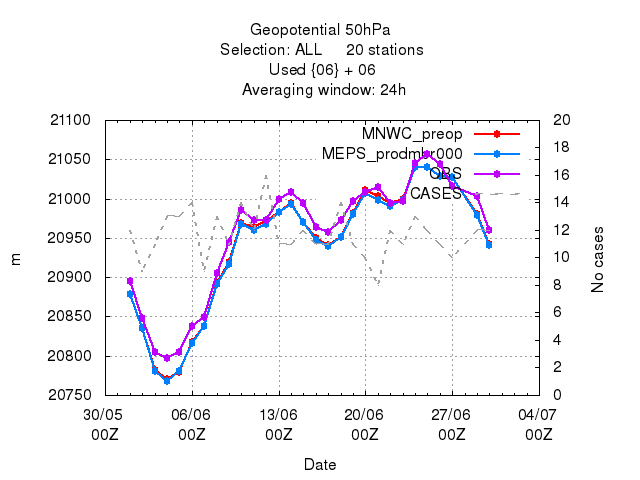 Geopotential 50hPa
Selection: ALL 20 stations
Used {06} + 06
Averaging window: 24h
21100 20
MNWC_preop
18
MEPS_prodmbr000
21050 16
OBS
21000 CASES 14
20950 12
10
20900 8
20850 6
4
20800 2
20750 0
m
No cases
30/05 06/06 13/06 20/06 27/06 04/07
00Z 00Z 00Z 00Z 00Z 00Z
Date